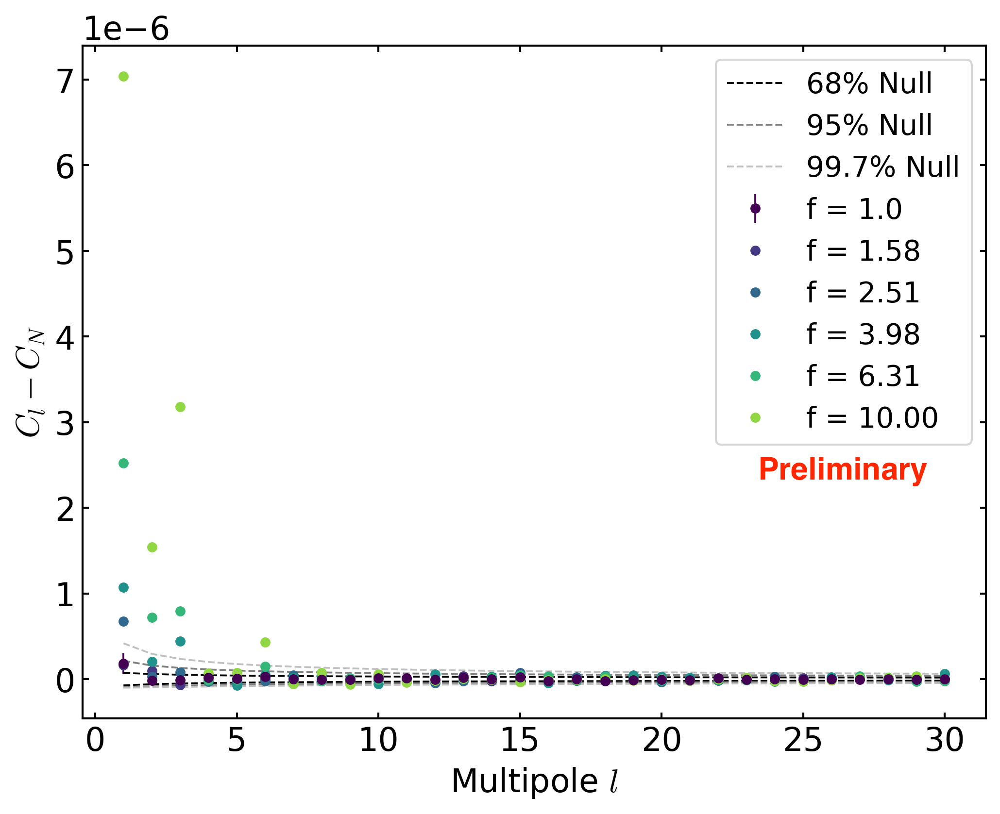 1e−6
7
6
5
4
3
2
1
0
C_l − C_N
0 5 10 15 20 25 30
Multipole l
68% Null
95% Null
99.7% Null
f = 1.0
f = 1.58
f = 2.51
f = 3.98
f = 6.31
f = 10.00
Preliminary